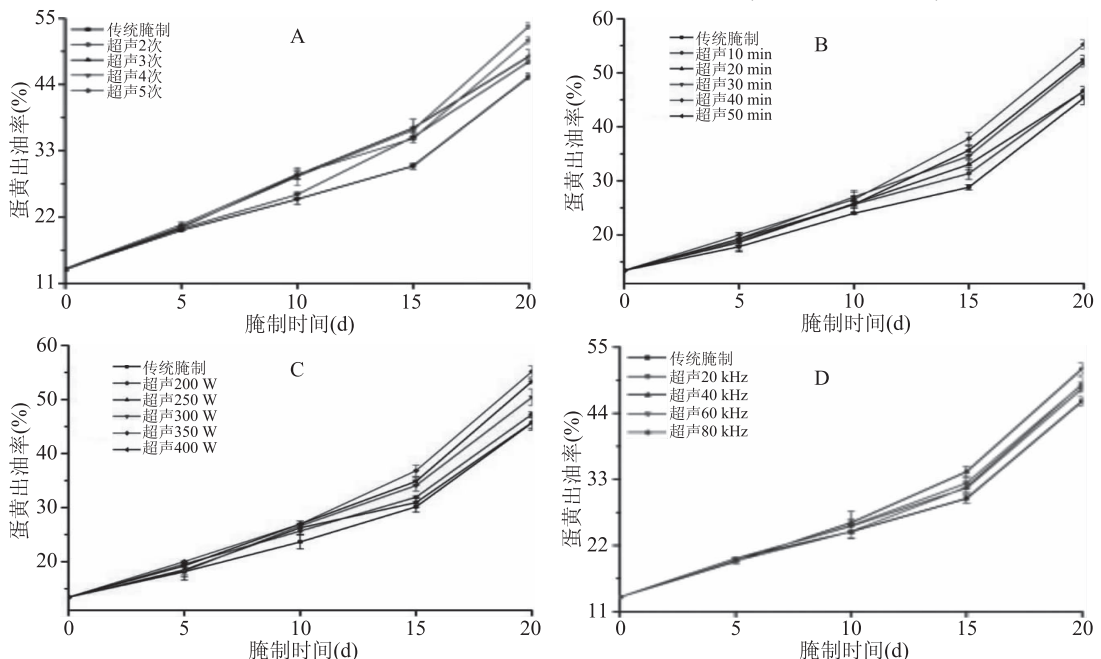 A
55
44
33
22
11
0
5
10
15
20
传统腌制
超声2次
超声3次
超声4次
超声5次
蛋黄出油率(%)
腌制时间(d)
B
60
50
40
30
20
0
5
10
15
20
传统腌制
超声10 min
超声20 min
超声30 min
超声40 min
超声50 min
蛋黄出油率(%)
腌制时间(d)
C
60
50
40
30
20
0
5
10
15
20
传统腌制
超声200 W
超声250 W
超声300 W
超声350 W
超声400 W
蛋黄出油率(%)
腌制时间(d)
D
55
44
33
22
11
0
5
10
15
20
传统腌制
超声20 kHz
超声40 kHz
超声60 kHz
超声80 kHz
蛋黄出油率(%)
腌制时间(d)